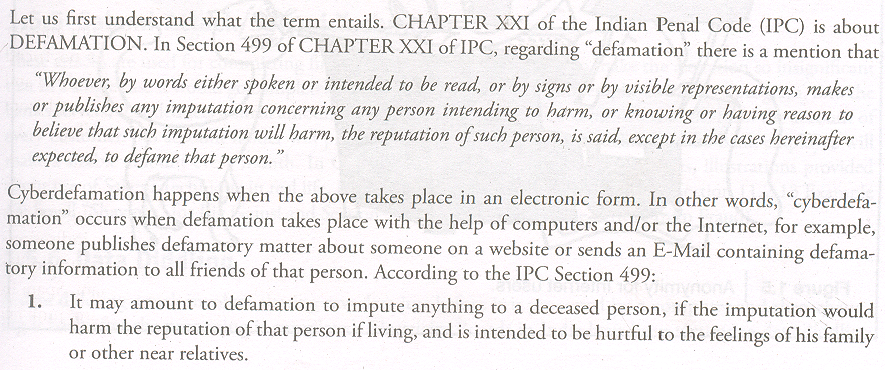 Let us first understand what the term entails. CHAPTER XXI of the Indian Penal Code (IPC) is about
DEFAMATION. In Section 499 of CHAPTER XXI of IPC, regarding “defamation” there is a mention that
“Whoever, by words either spoken or intended to be read, or by signs or by visible representations, makes
or publishes any imputation concerning any person intending to harm, or knowing or having reason to
believe that such imputation will harm, the reputation of such person, is said, except in the cases hereinafter
expected, to defame that person.”
Cyberdefamation happens when the above takes place in an electronic form. In other words, “cyberdefa-
mation” occurs when defamation takes place with the help of computers and/or the Internet, for example,
someone publishes defamatory matter about someone on a website or sends an E-Mail containing defama-
tory information to all friends of that person. According to the IPC Section 499:
1. It may amount to defamation to impute anything to a deceased person, if the imputation would
harm the reputation of that person if living, and is intended to be hurtful to the feelings of his family
or other near relatives.